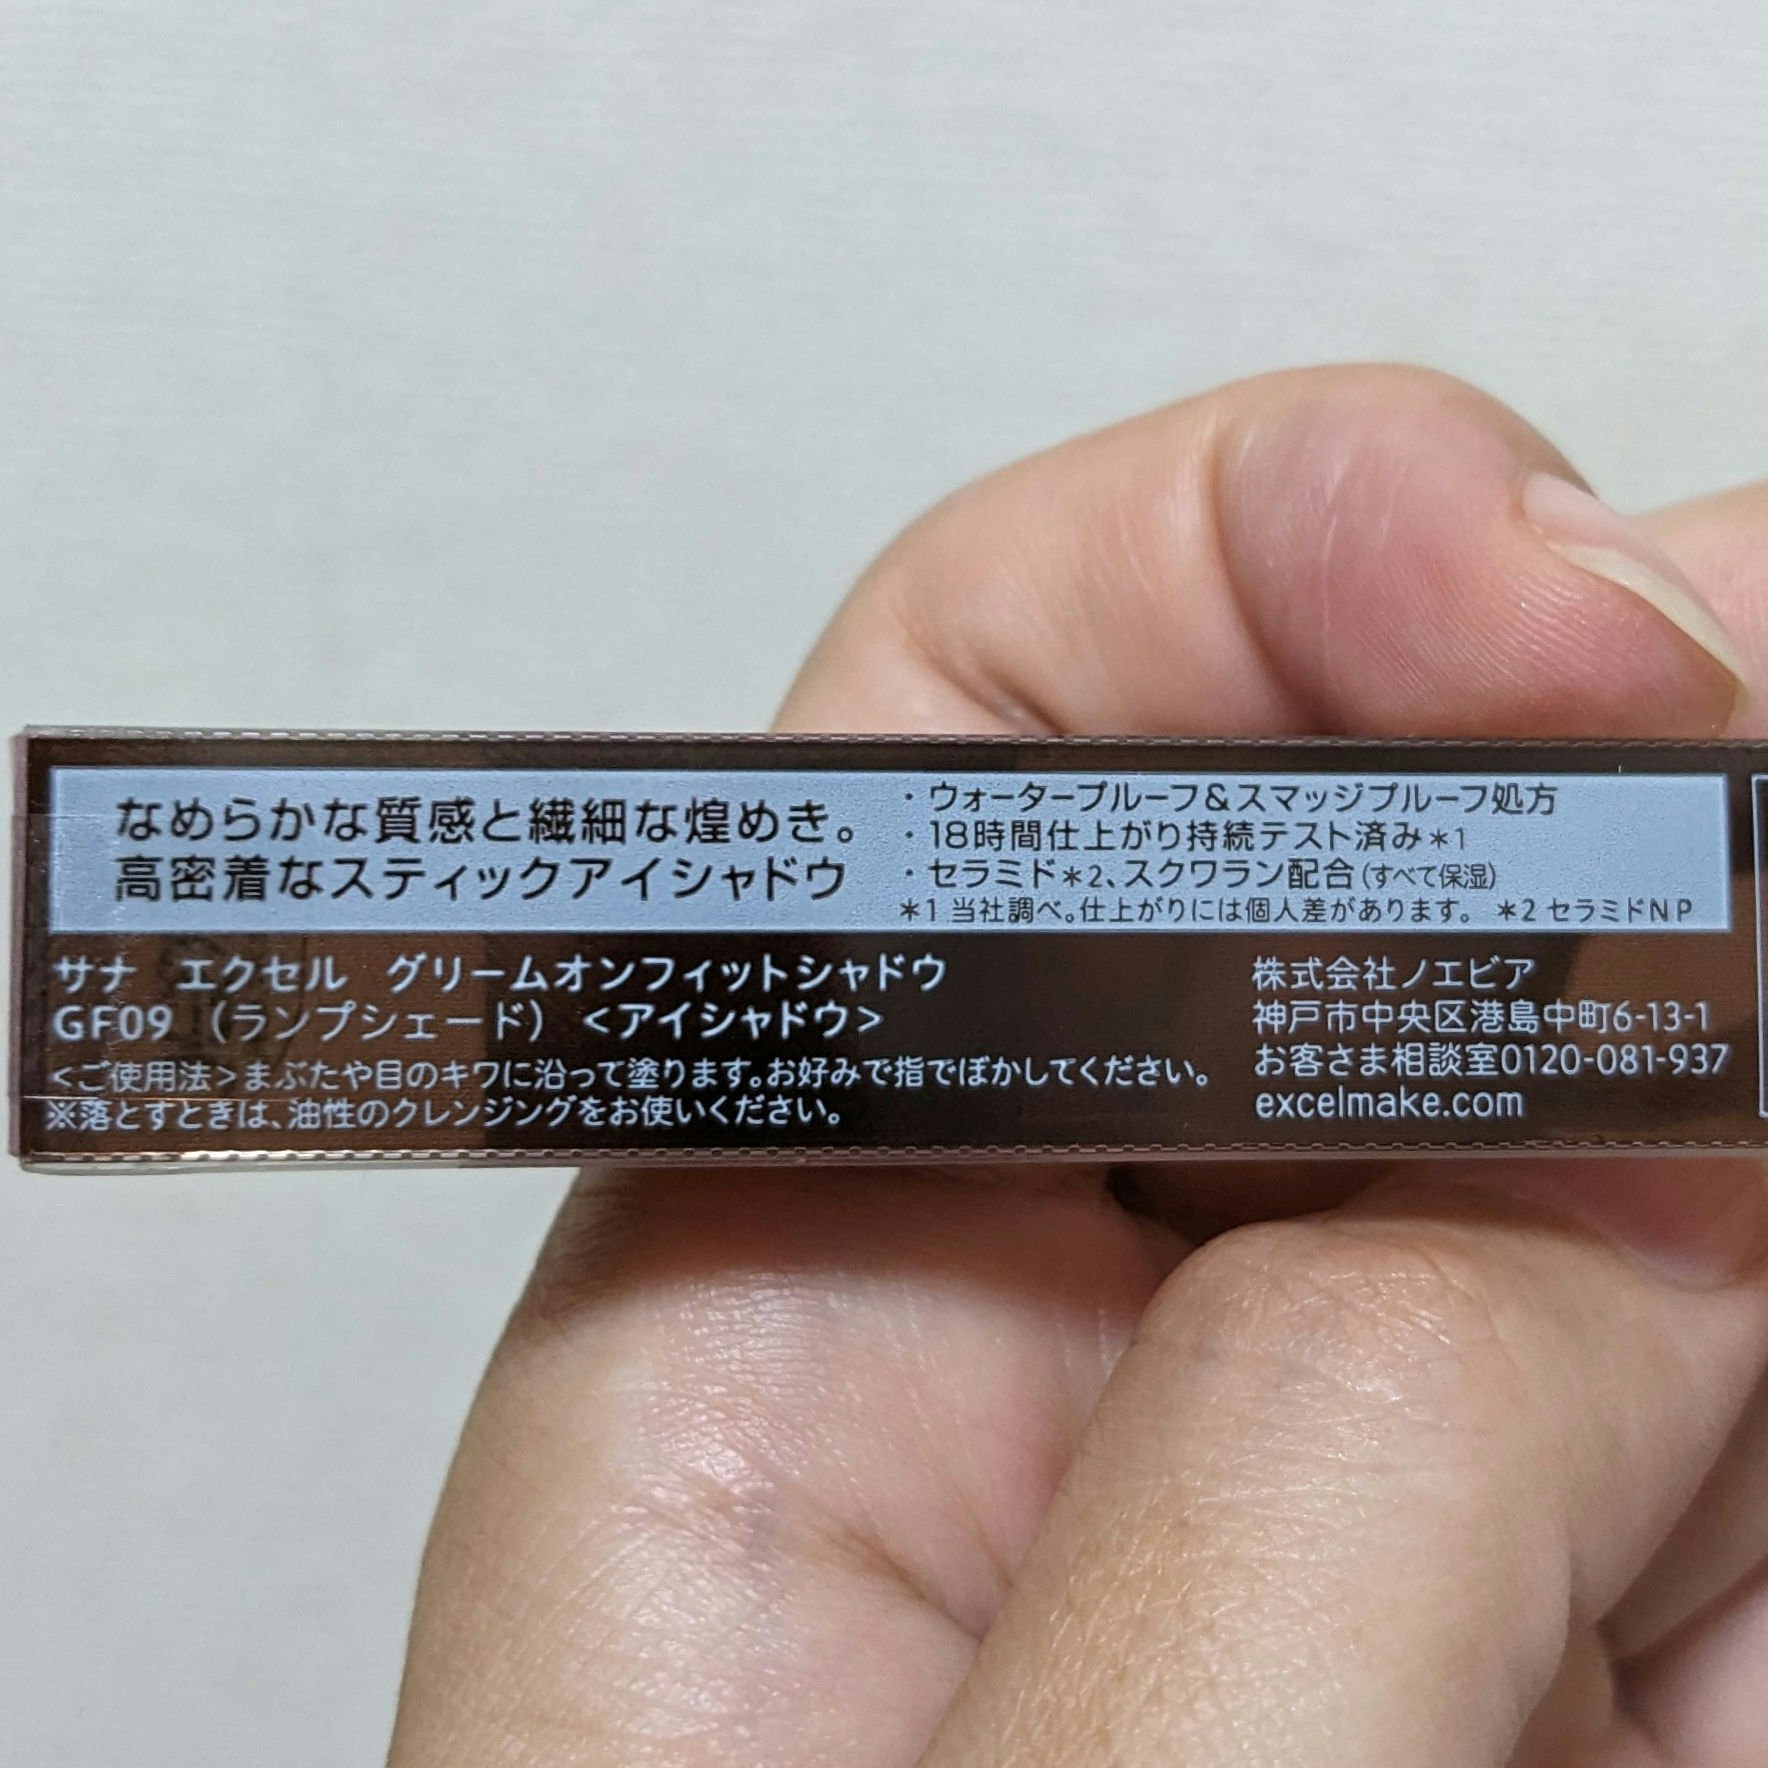 なめらかな質感と繊細な煌めき。
高密着なスティックアイシャドウ
・ウォータープルーフ＆スマッジプルーフ処方
・18時間仕上がり持続テスト済み＊1
・セラミド＊2、スクワラン配合(すべて保湿)
＊1 当社調べ。仕上がりには個人差があります。 ＊2 セラミドNP
サナ エクセル グリームオンフィットシャドウ
GF09 （ランプシェード） <アイシャドウ>
<ご使用法>まぶたや目のキワに沿って塗ります。お好みで指でぼかしてください。
※落とすときは、油性のクレンジングをお使いください。
株式会社ノエビア
神戸市中央区港島中町6-13-1
お客さま相談室0120-081-937
excelmake.com